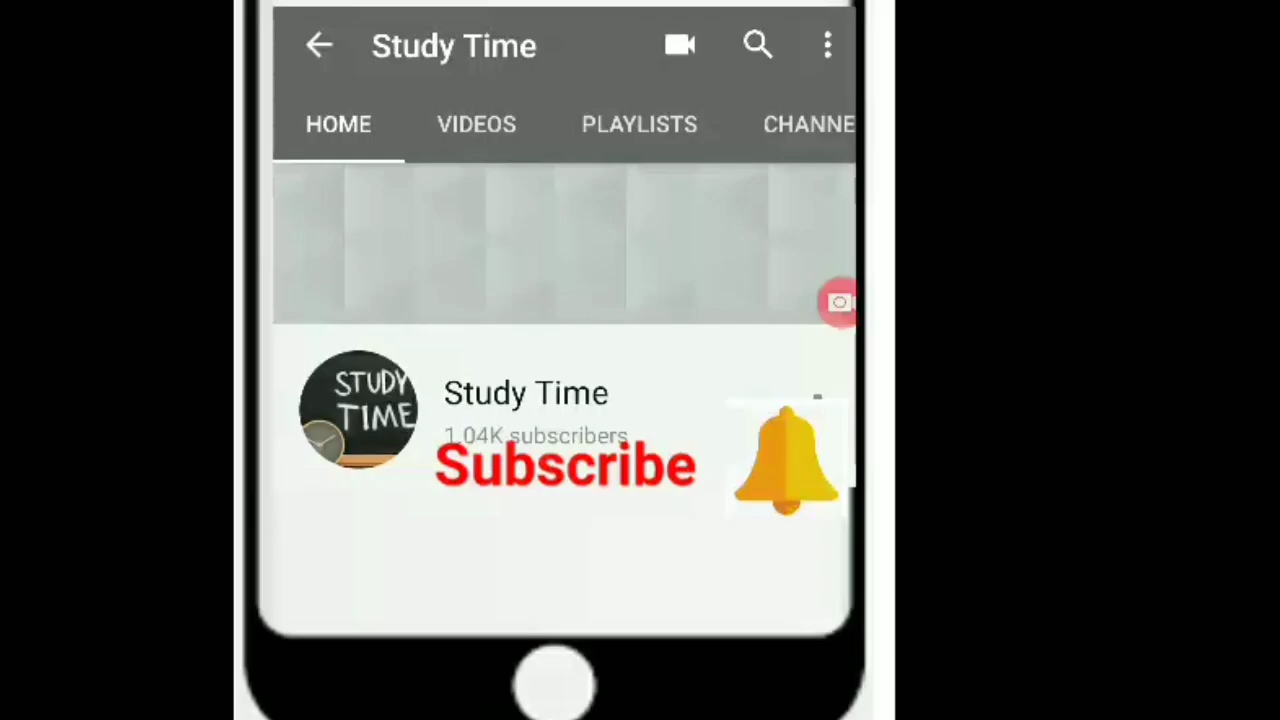 Study Time
HOME VIDEOS PLAYLISTS CHANNE
STUDY
TIME
Study Time
1.04K subscribers
Subscribe